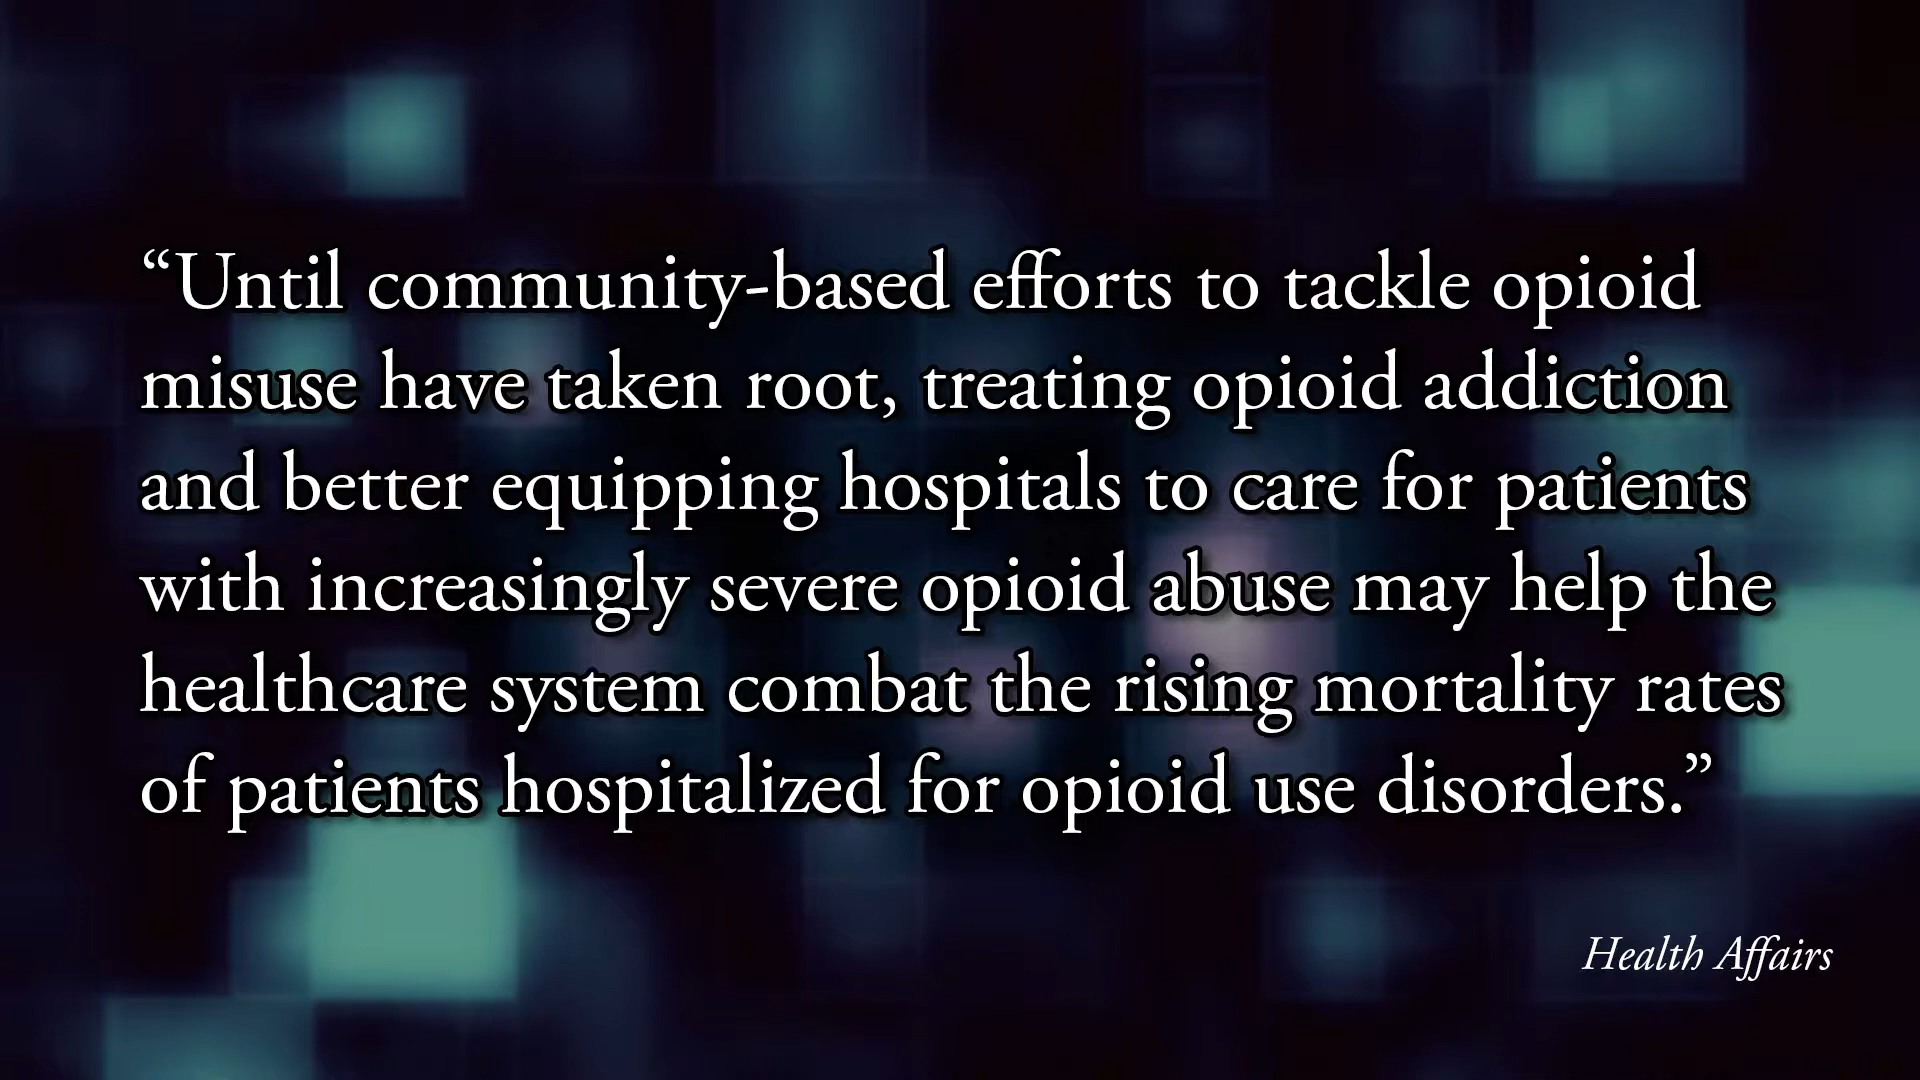 “Until community-based efforts to tackle opioid
misuse have taken root, treating opioid addiction
and better equipping hospitals to care for patients
with increasingly severe opioid abuse may help the
healthcare system combat the rising mortality rates
of patients hospitalized for opioid use disorders.”
Health Affairs